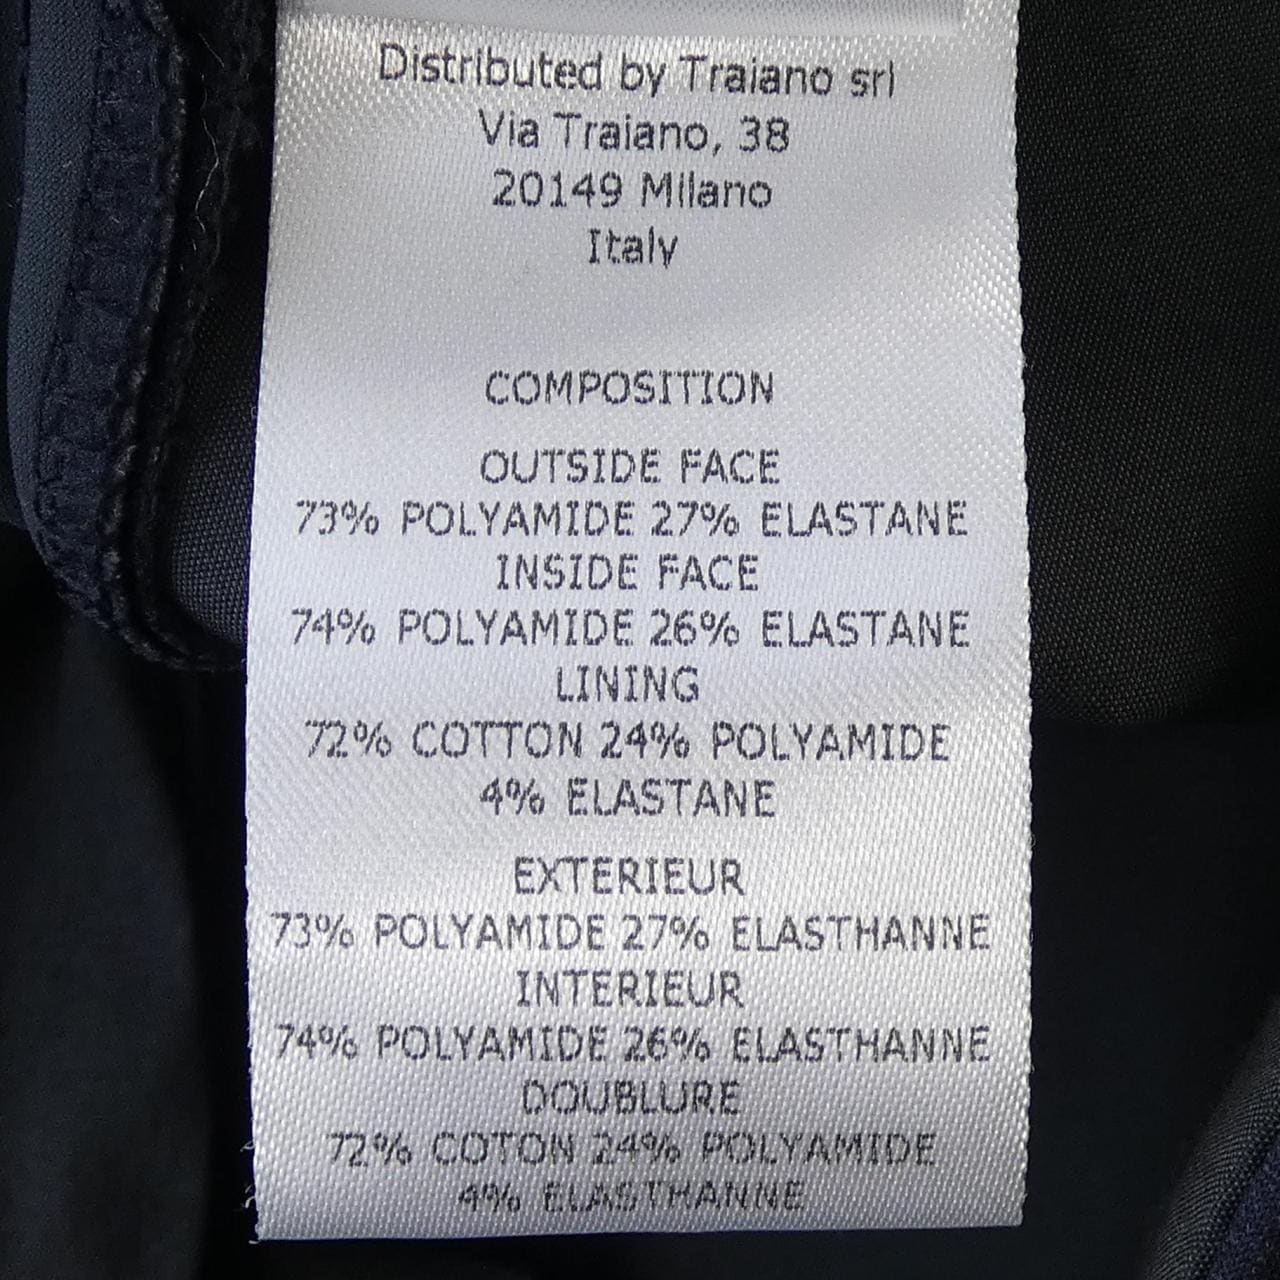 Distributed by Traiano srl
Via Traiano, 38
20149 Milano
Italy
COMPOSITION
OUTSIDE FACE
73% POLYAMIDE 27% ELASTANE
INSIDE FACE
74% POLYAMIDE 26% ELASTANE
LINING
72% COTTON 24% POLYAMIDE
4% ELASTANE
EXTERIEUR
73% POLYAMIDE 27% ELASTHANNE
INTERIEUR
74% POLYAMIDE 26% ELASTHANNE
DOUBLURE
72% COTON 24% POLYAMIDE
4% ELASTHANNE